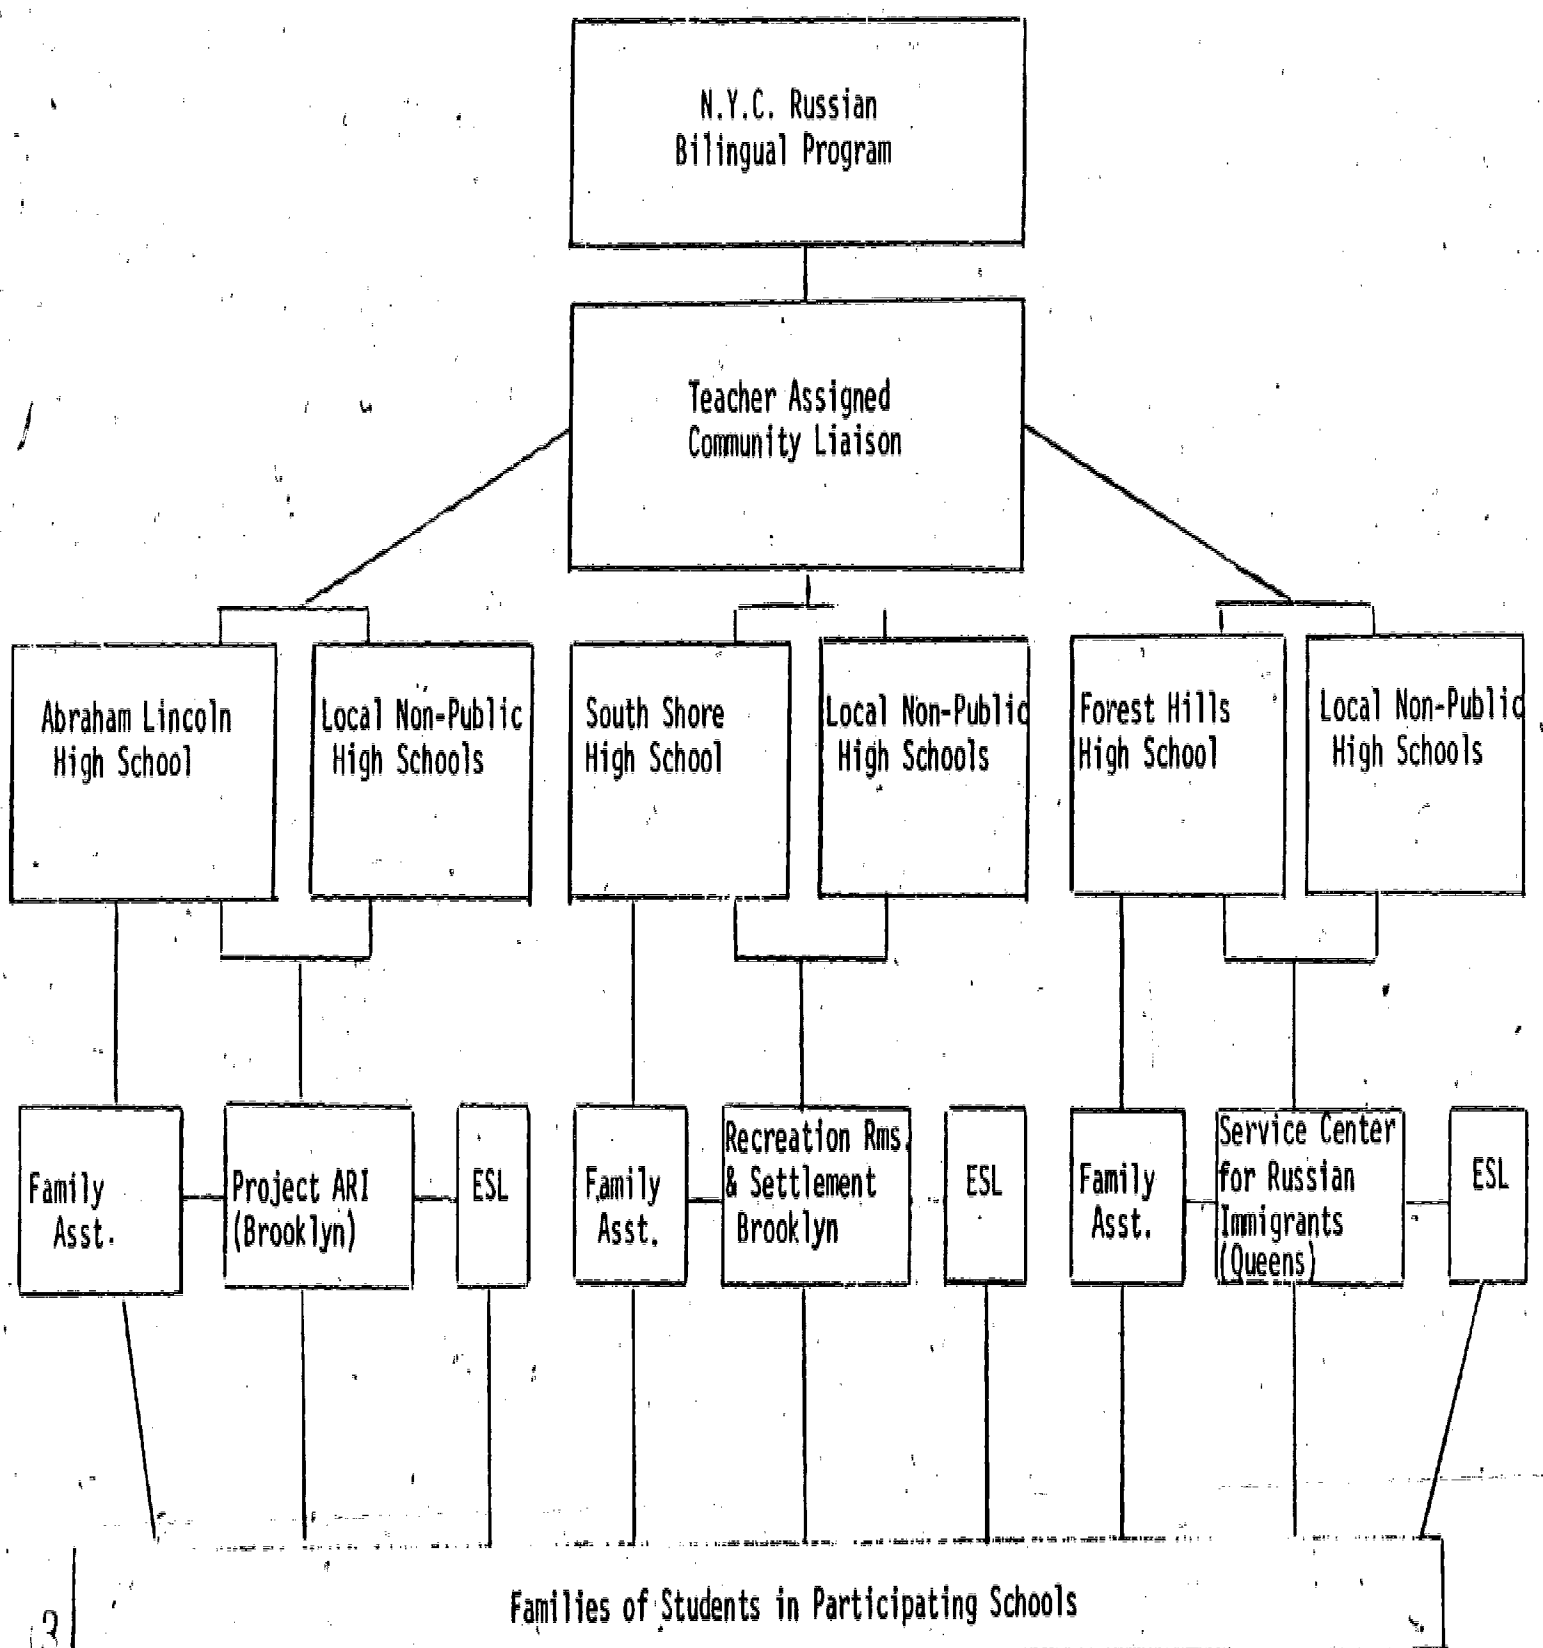 N.Y.C. Russian
Bilingual Program
Teacher Assigned
Community Liaison
Abraham Lincoln
High School
Local Non-Public
High Schools
South Shore
High School
Local Non-Public
High Schools
Forest Hills
High School
Local Non-Public
High Schools
Family
Asst.
Project ARI
(Brooklyn)
ESL
Family
Asst.
Recreation Rms.
& Settlement
Brooklyn
ESL
Family
Asst.
Service Center
for Russian
Immigrants
(Queens)
ESL
Families of Students in Participating Schools